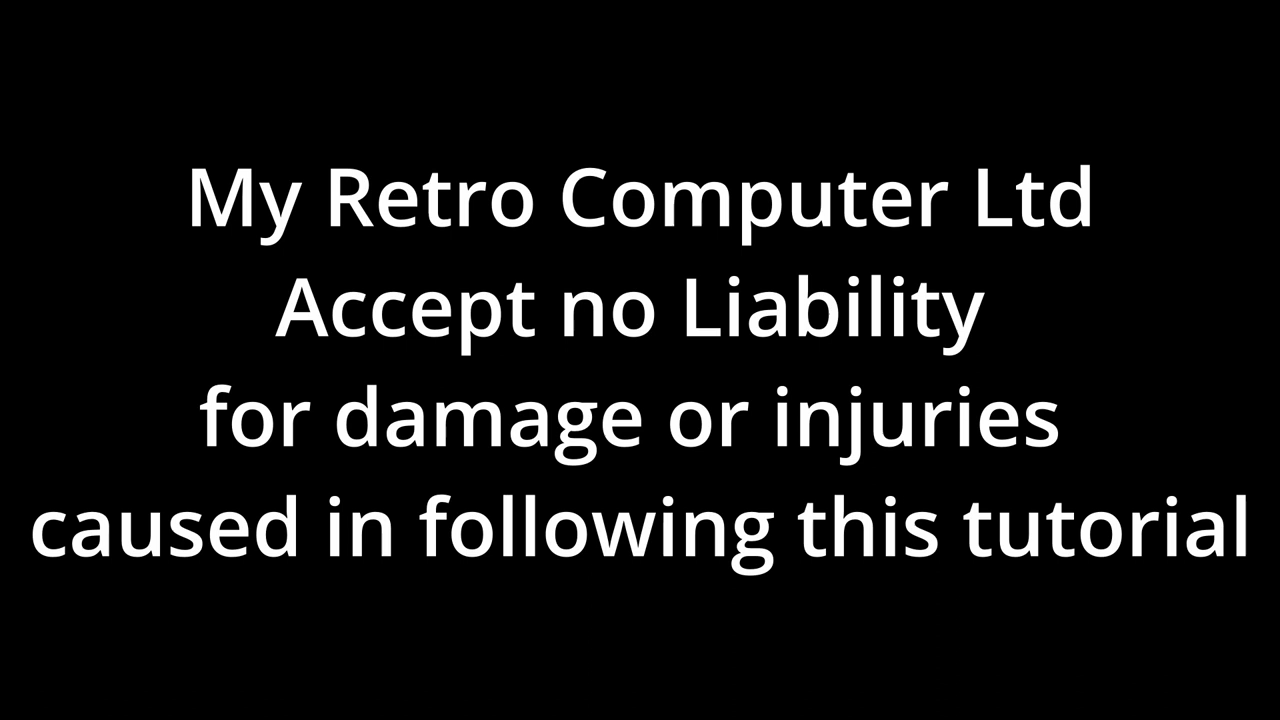 My Retro Computer Ltd
Accept no Liability
for damage or injuries
caused in following this tutorial